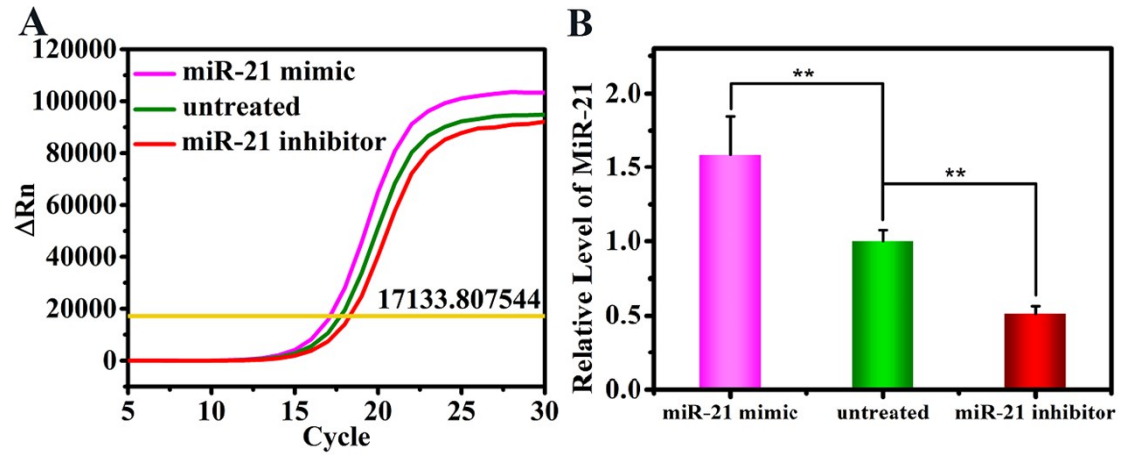 A
ΔRn
120000
100000
80000
60000
40000
20000
0
miR-21 mimic
untreated
miR-21 inhibitor
17133.807544
5 10 15 20 25 30
Cycle
B
Relative Level of MiR-21
2.0
1.5
1.0
0.5
0.0
**
**
miR-21 mimic untreated miR-21 inhibitor